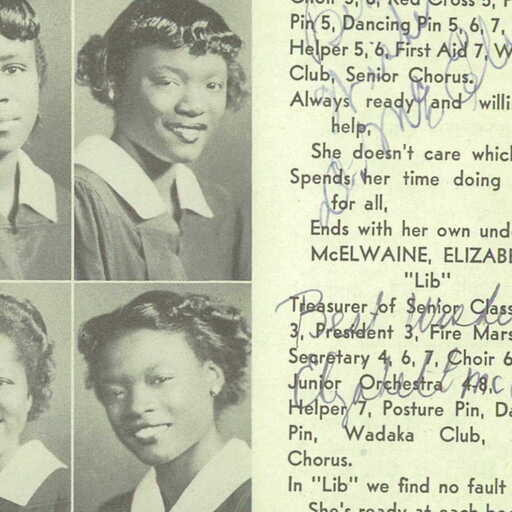 Choir 5, 6, Red Cross 5, F
Pin 5, Dancing Pin 5, 6, 7,
Helper 5, 6, First Aid 7, W
Club, Senior Chorus.
Always ready and willi
help,
She doesn't care which
Spends her time doing
for all,
Ends with her own und
McELWAINE, ELIZABE
"Lib"
Treasurer of Senior Class
3, President 3, Fire Mars
Best
Secretary 4, 6, 7, Choir 6
Junior Orchestra 4-8,
Elizabeth Mc
Helper 7, Posture Pin, Da
Pin, Wadaka Club,
Chorus.
In "Lib" we find no fault
She's ready at each